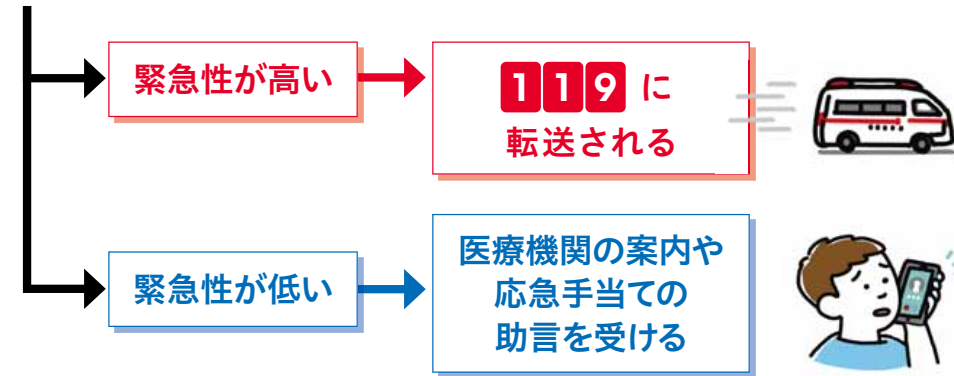 緊急性が高い
119に
転送される
緊急性が低い
医療機関の案内や
応急手当ての
助言を受ける